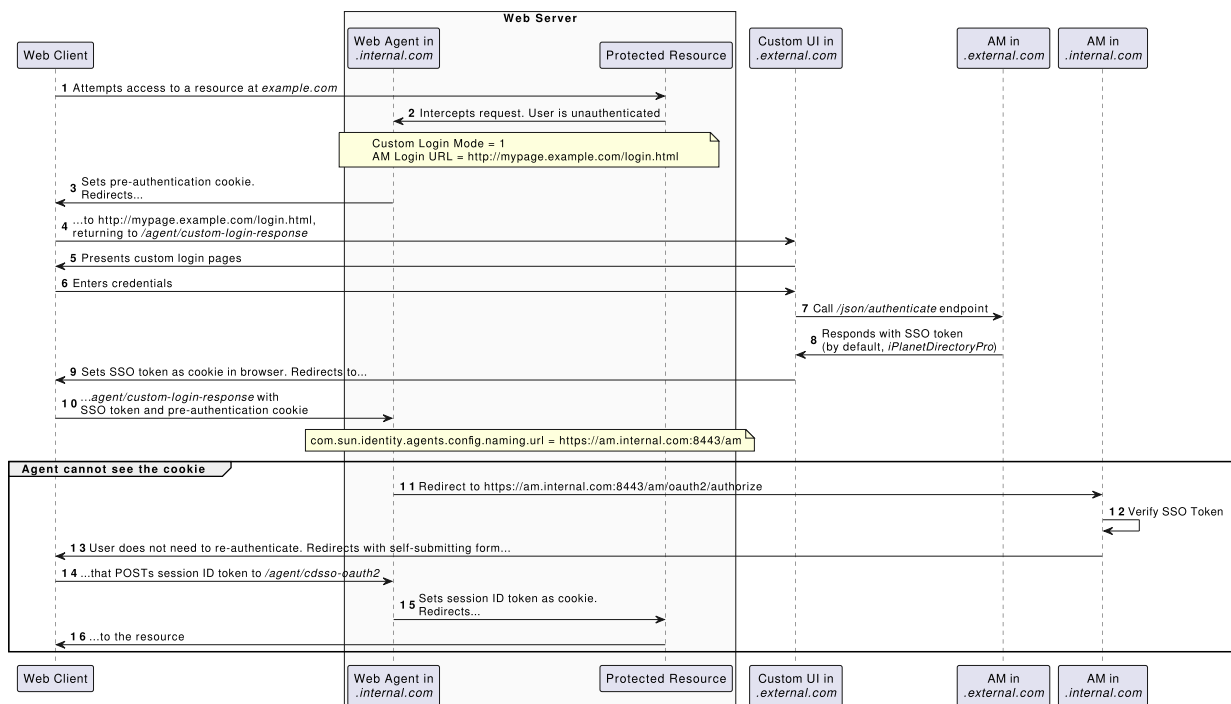 Web Server
Web Client
Web Agent in
.internal.com
Protected Resource
Custom UI in
.external.com
AM in
.external.com
AM in
.internal.com
1 Attempts access to a resource at example.com
2 Intercepts request. User is unauthenticated
Custom Login Mode = 1
AM Login URL = http://mypage.example.com/login.html
3 Sets pre-authentication cookie.
Redirects...
4 ...to http://mypage.example.com/login.html,
returning to /agent/custom-login-response
5 Presents custom login pages
6 Enters credentials
7 Call /json/authenticate endpoint
8 Responds with SSO token
(by default, iPlanetDirectoryPro)
9 Sets SSO token as cookie in browser. Redirects to...
10 ...agent/custom-login-response with
SSO token and pre-authentication cookie
com.sun.identity.agents.config.naming.url = https://am.internal.com:8443/am
Agent cannot see the cookie
11 Redirect to https://am.internal.com:8443/am/oauth2/authorize
12 Verify SSO Token
13 User does not need to re-authenticate. Redirects with self-submitting form...
14 ...that POSTs session ID token to /agent/cdsso-oauth2
15 Sets session ID token as cookie.
Redirects...
16 ...to the resource
Web Client
Web Agent in
.internal.com
Protected Resource
Custom UI in
.external.com
AM in
.external.com
AM in
.internal.com